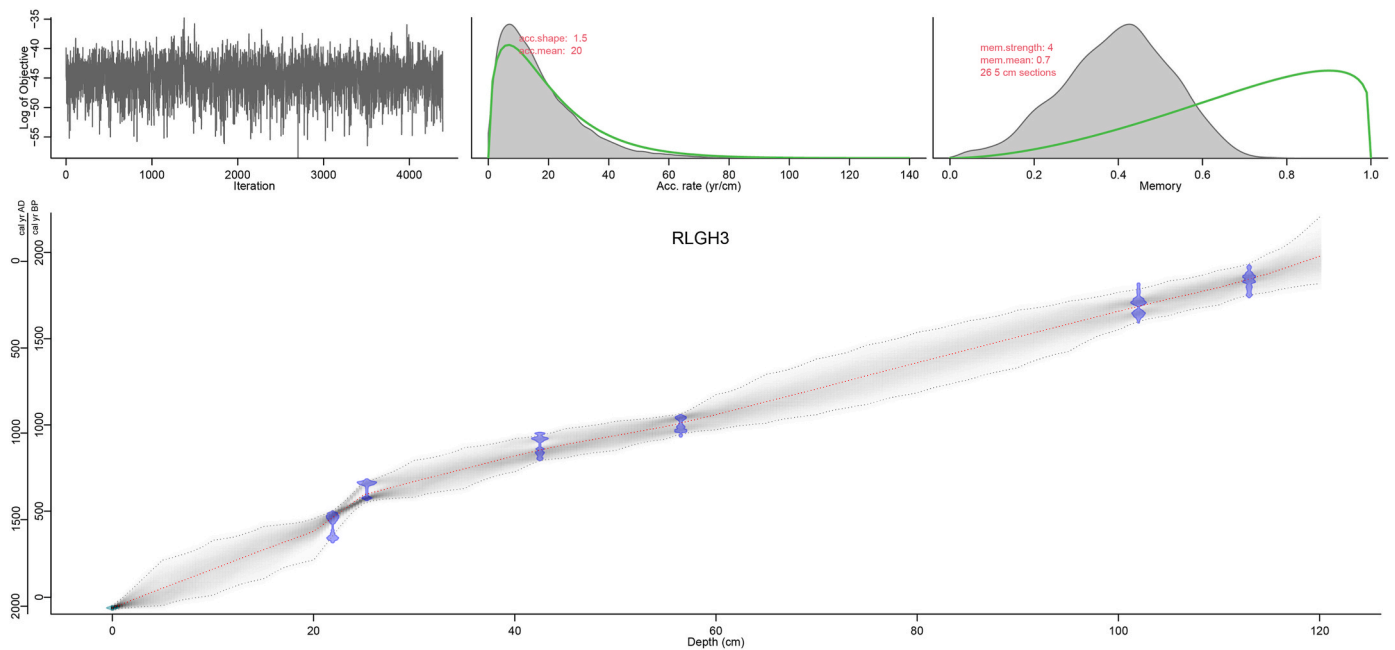 −35
−40
−45
−50
−55
Log of Objective
0 1000 2000 3000 4000
Iteration
acc.shape: 1.5
acc.mean: 20
0 20 40 60 80 100 120 140
Acc. rate (yr/cm)
mem.strength: 4
mem.mean: 0.7
26 5 cm sections
0.0 0.2 0.4 0.6 0.8 1.0
Memory
RLGH3
cal yr AD
0
500
1000
1500
2000
cal yr BP
2000
1500
1000
500
0
0 20 40 60 80 100 120
Depth (cm)